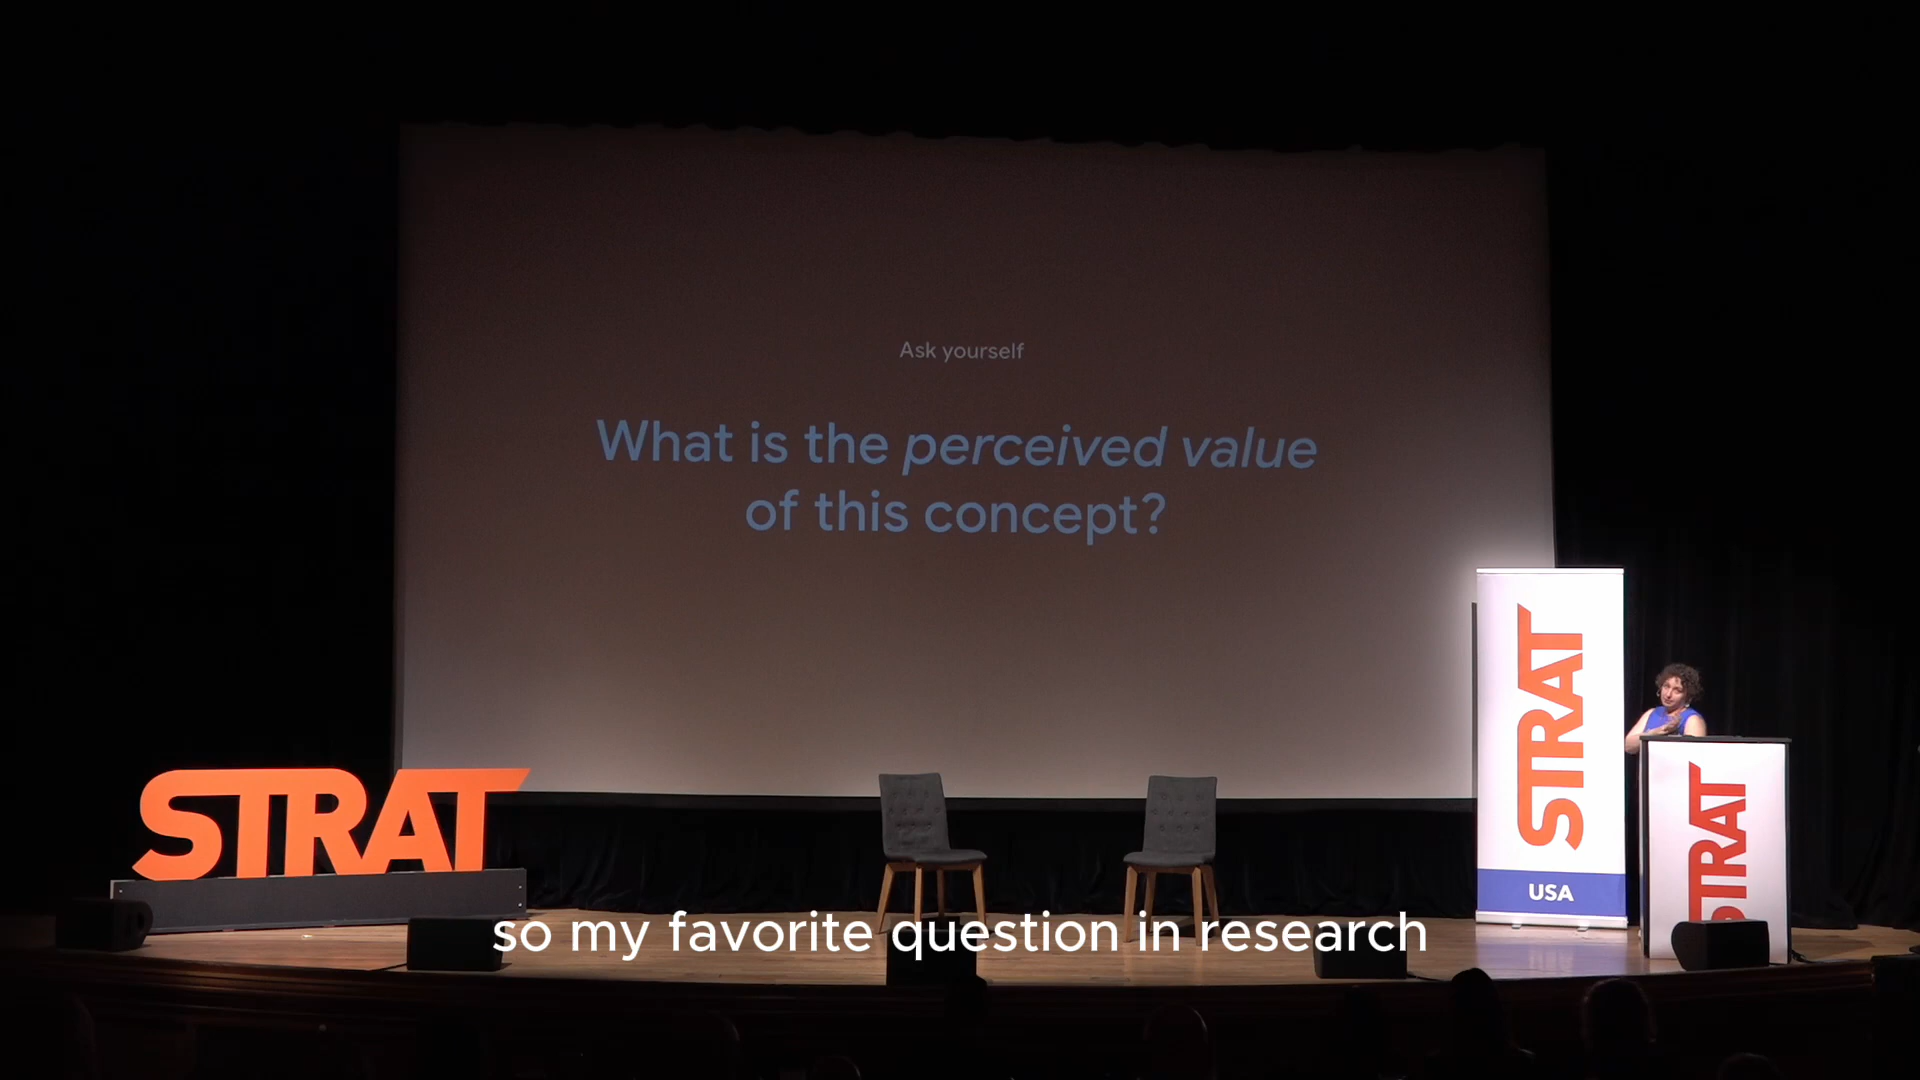 Ask yourself
What is the perceived value
of this concept?
STRAT
STRAT
USA
STRAT
so my favorite question in research